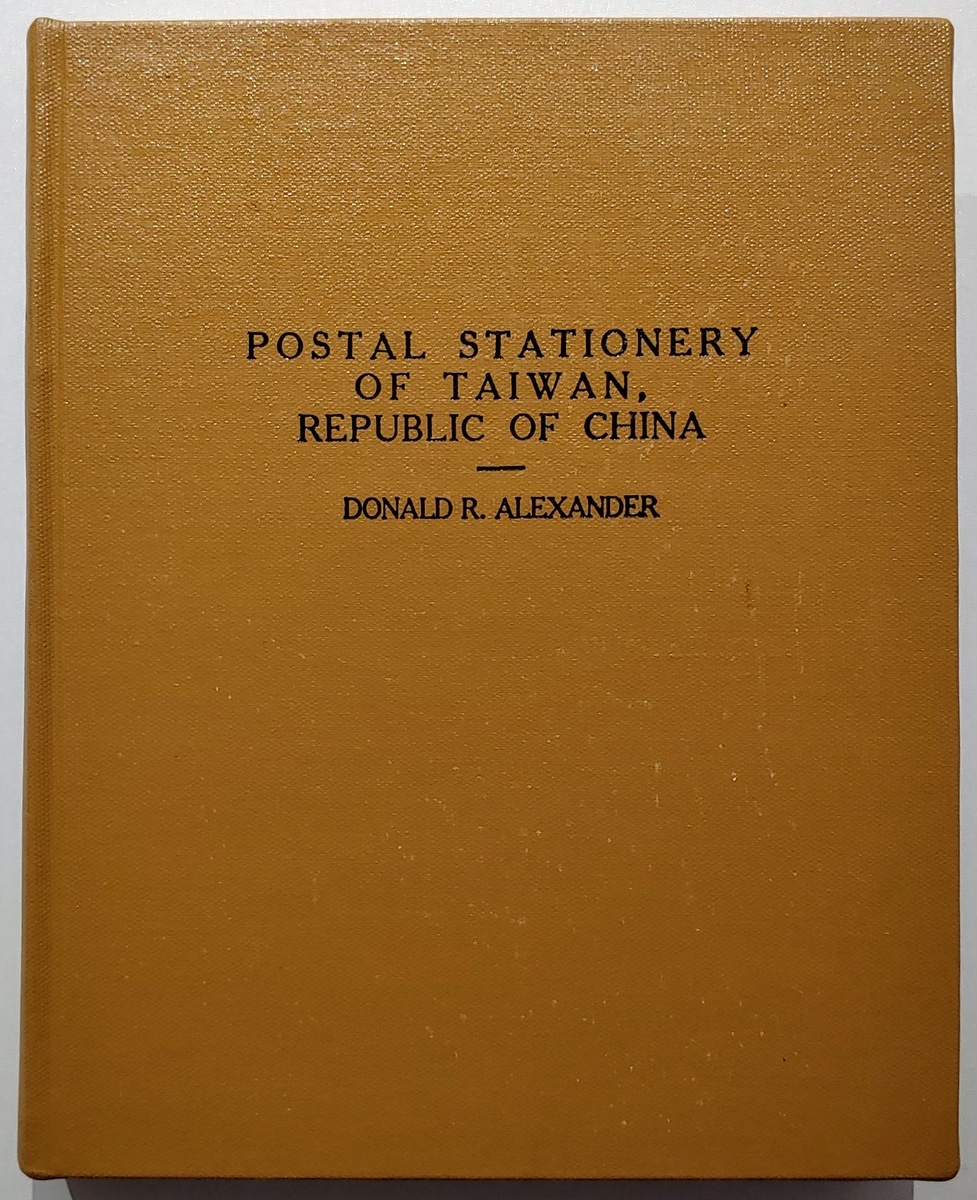 POSTAL STATIONERY
OF TAIWAN,
REPUBLIC OF CHINA
DONALD R. ALEXANDER